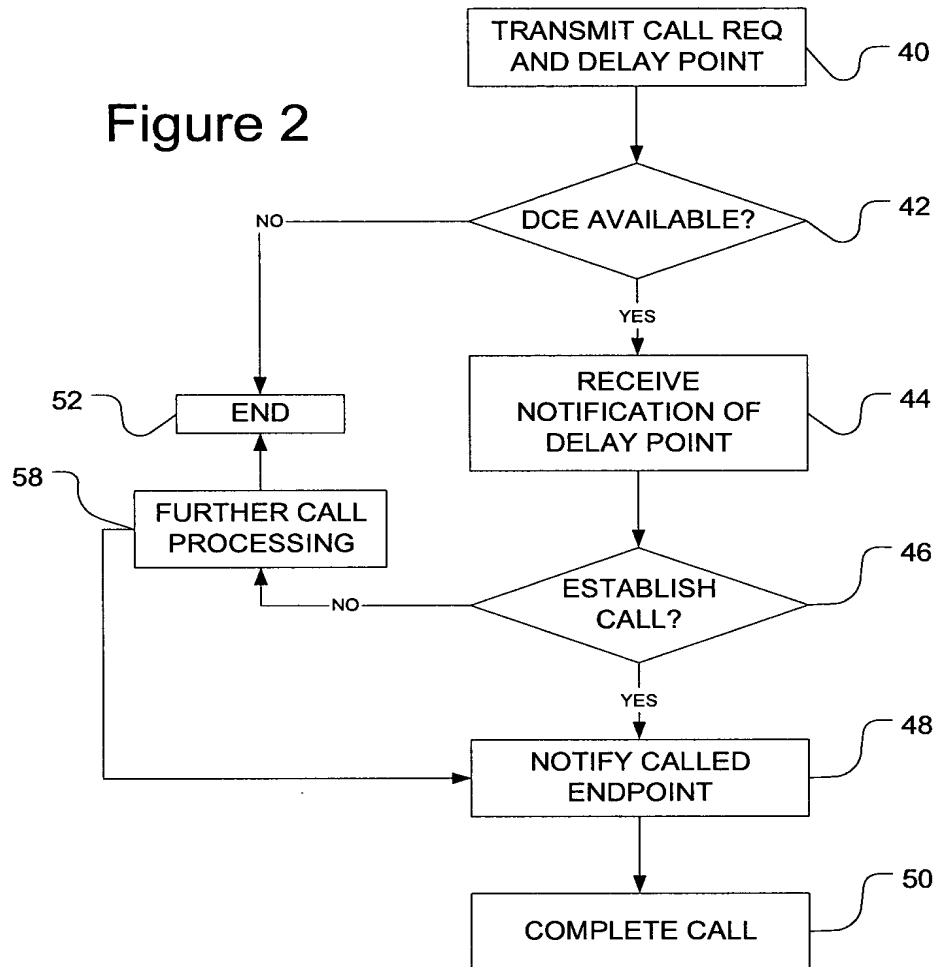 TRANSMIT CALL REQ
AND DELAY POINT
40
Figure 2
DCE AVAILABLE?
42
NO
YES
RECEIVE
NOTIFICATION OF
DELAY POINT
44
52
END
58
FURTHER CALL
PROCESSING
ESTABLISH
CALL?
46
NO
YES
NOTIFY CALLED
ENDPOINT
48
COMPLETE CALL
50